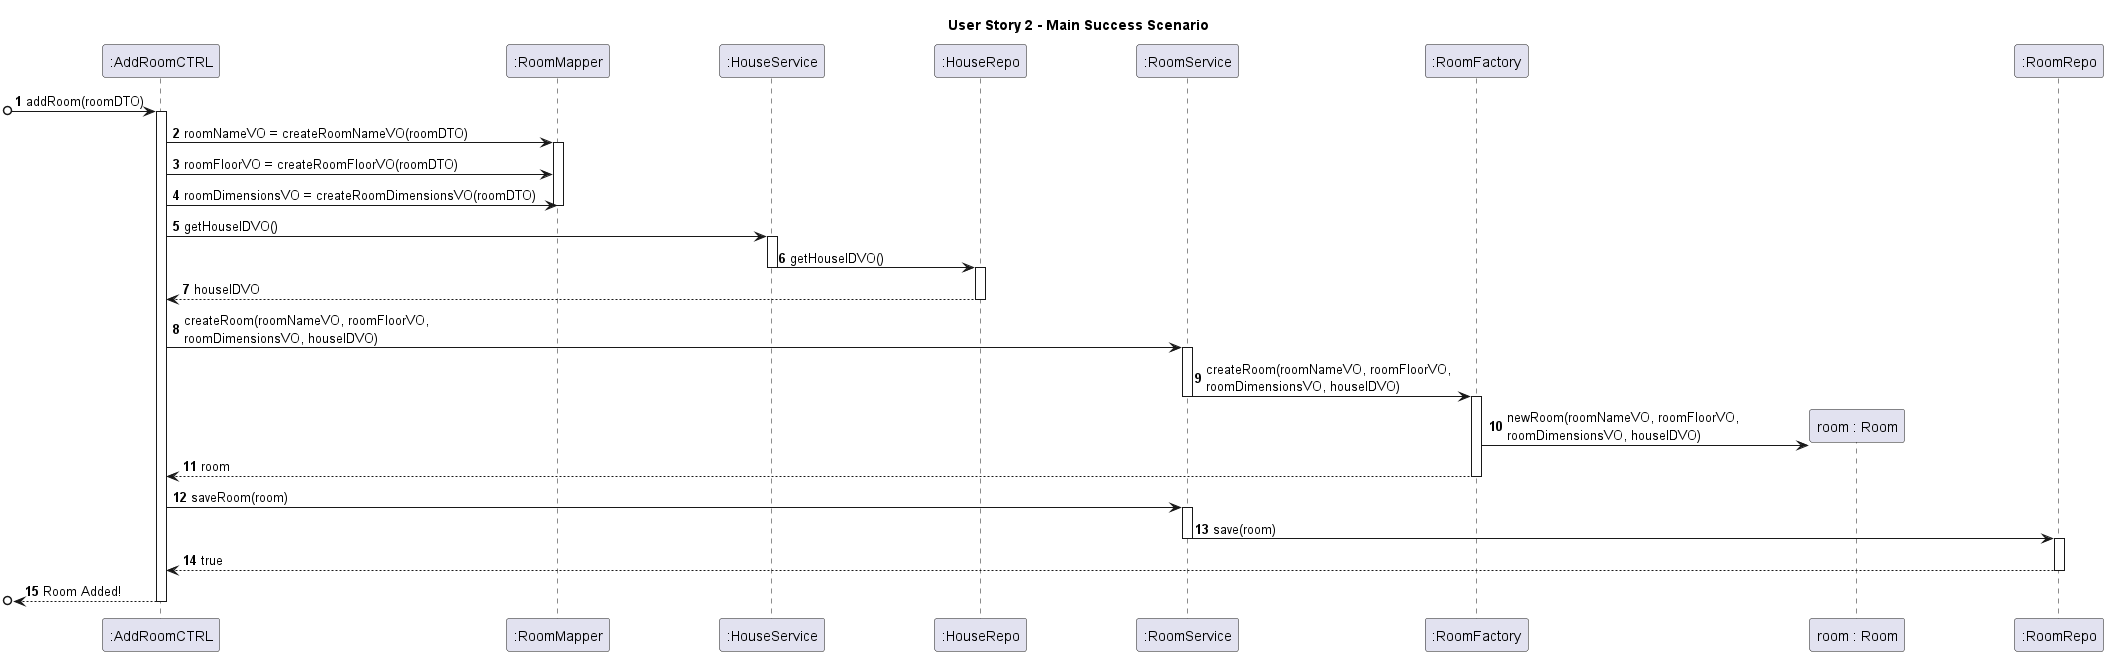 User Story 2 - Main Success Scenario
:AddRoomCTRL :RoomMapper :HouseService :HouseRepo :RoomService :RoomFactory :RoomRepo
1 addRoom(roomDTO)
2 roomNameVO = createRoomNameVO(roomDTO)
3 roomFloorVO = createRoomFloorVO(roomDTO)
4 roomDimensionsVO = createRoomDimensionsVO(roomDTO)
5 getHouseIDVO()
6 getHouseIDVO()
7 houseIDVO
8 createRoom(roomNameVO, roomFloorVO,
roomDimensionsVO, houseIDVO)
9 createRoom(roomNameVO, roomFloorVO,
roomDimensionsVO, houseIDVO)
10 newRoom(roomNameVO, roomFloorVO,
roomDimensionsVO, houseIDVO)
room : Room
11 room
12 saveRoom(room)
13 save(room)
14 true
15 Room Added!
:AddRoomCTRL :RoomMapper :HouseService :HouseRepo :RoomService :RoomFactory room : Room :RoomRepo